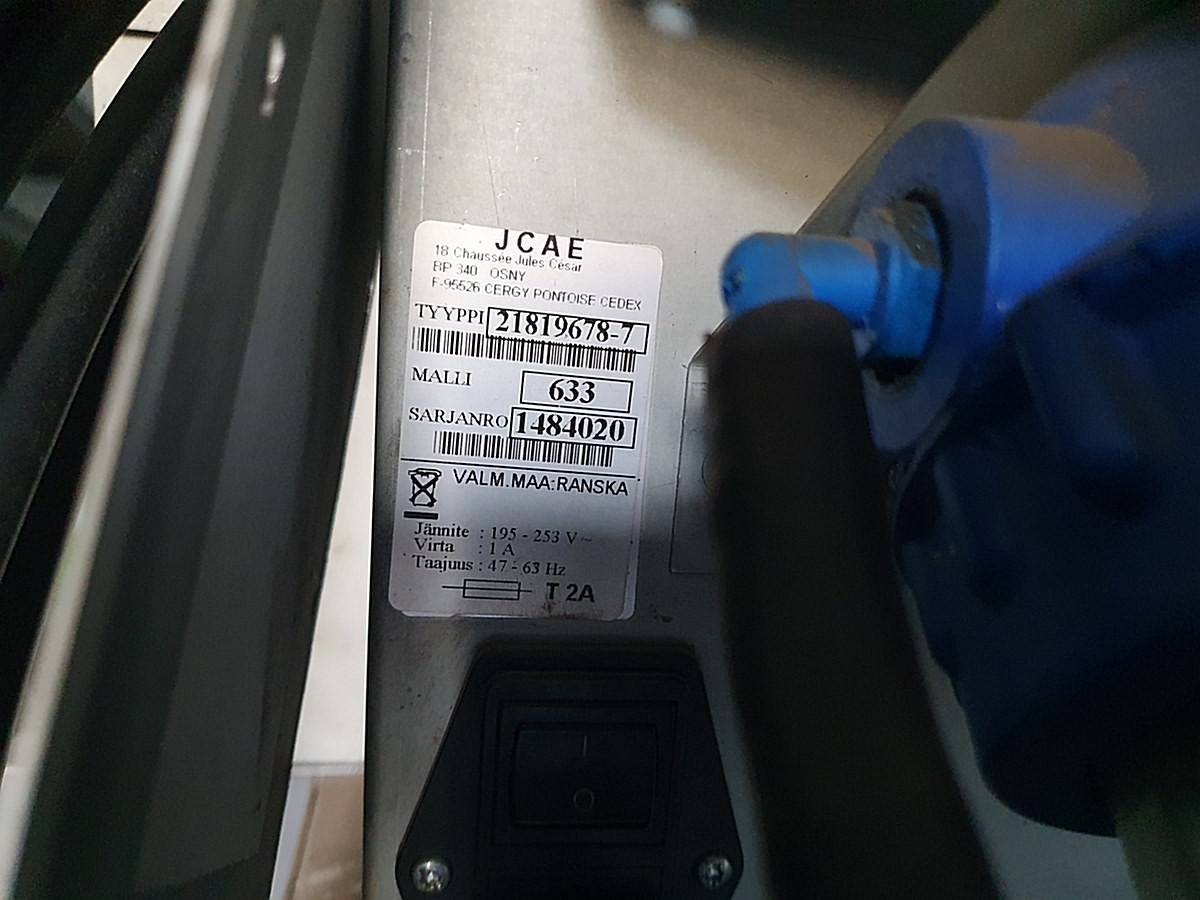 JCAE
18 Chaussée Jules César
BP 340 OSNY
F-95526 CERGY PONTOISE CEDEX
TYYPPI 21819678-7
MALLI 633
SARJANRO 1484020
VALM.MAA:RANSKA
Jännite : 195 - 253 V ~
Virta : 1 A
Taajuus : 47 - 63 Hz
T 2A
I
O